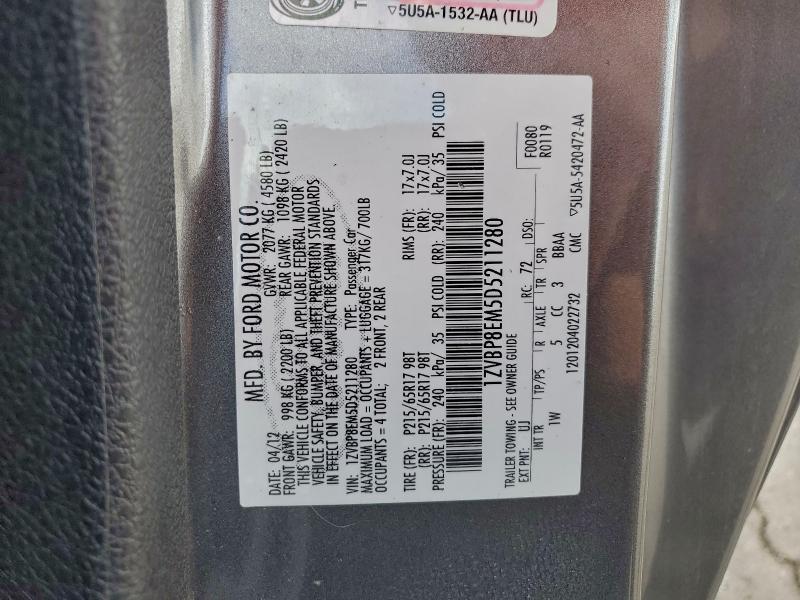 ▽5U5A-1532-AA (TLU)
MFD. BY FORD MOTOR CO.
DATE: 04/12 GVWR: 2077 KG ( 4580 LB)
FRONT GAWR: 998 KG ( 2200 LB) REAR GAWR: 1098 KG ( 2420 LB)
THIS VEHICLE CONFORMS TO ALL APPLICABLE FEDERAL MOTOR
VEHICLE SAFETY, BUMPER, AND THEFT PREVENTION STANDARDS
IN EFFECT ON THE DATE OF MANUFACTURE SHOWN ABOVE.
VIN: 1ZVBP8EM5D5211280 TYPE: Passenger Car
MAXIMUM LOAD = OCCUPANTS + LUGGAGE = 317KG/ 700LB
OCCUPANTS = 4 TOTAL; 2 FRONT, 2 REAR
TIRE (FR): P215/65R17 98T RIMS (FR): 17x7.0J
(RR): P215/65R17 98T (RR): 17x7.0J
PRESSURE (FR): 240 kPa/ 35 PSI COLD (RR): 240 kPa/ 35 PSI COLD
1ZVBP8EM5D5211280
TRAILER TOWING - SEE OWNER GUIDE
F0080
R0119
EXT PNT: UJ RC: 72 DSO:
INT TR TP/PS R AXLE TR SPR
1W 5 CC 3 BBAA
1201204022732 CMC ▽5U5A-5420472-AA